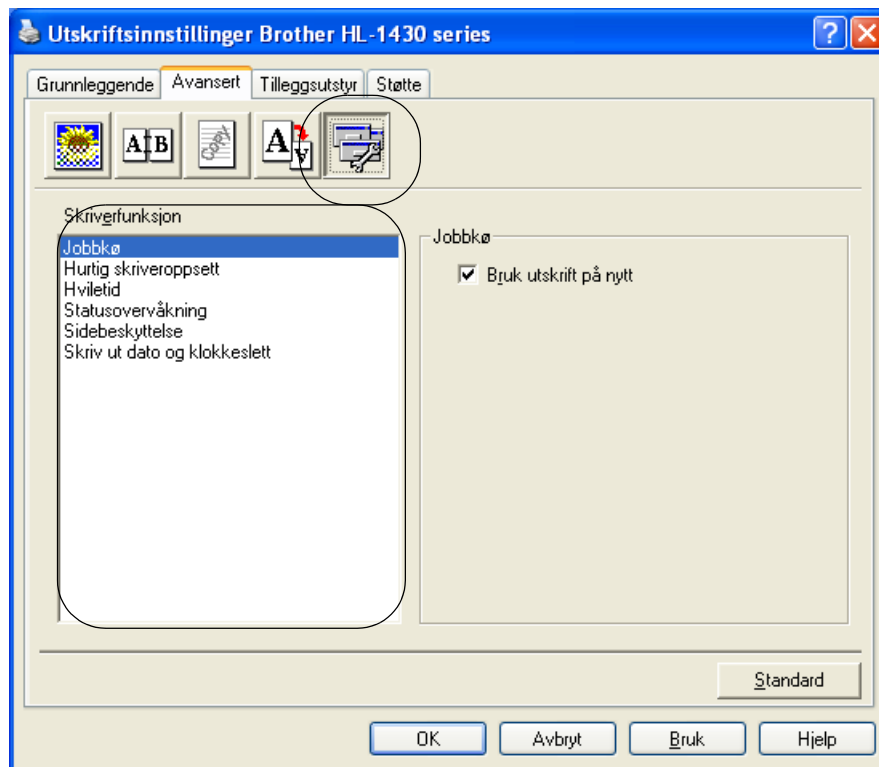 Utskriftsinnstillinger Brother HL-1430 series
Grunnleggende Avansert Tilleggsutstyr Støtte
A B Copy A A
Skriverfunksjon
Jobbkø
Hurtig skriveroppsett
Hviletid
Statusovervåkning
Sidebeskyttelse
Skriv ut dato og klokkeslett
Jobbkø
Bruk utskrift på nytt
Standard
OK Avbryt Bruk Hjelp